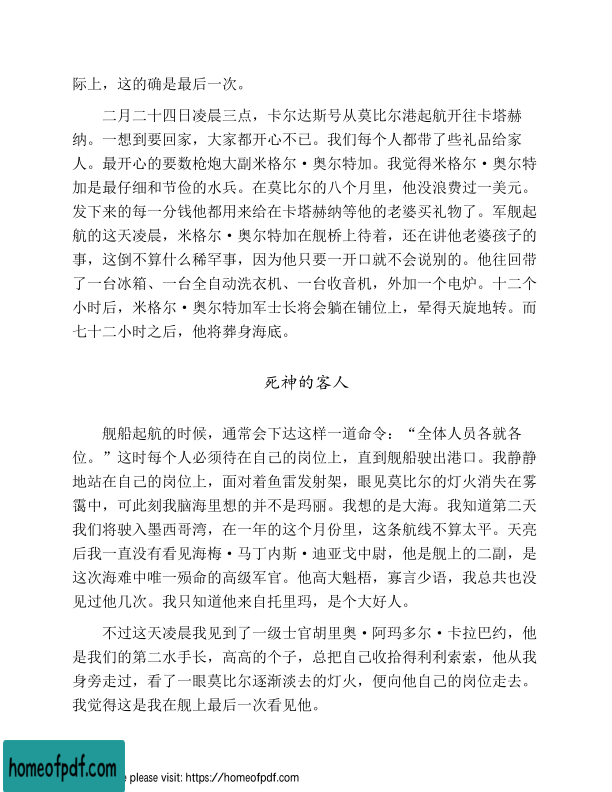 际上，这的确是最后一次。
二月二十四日凌晨三点，卡尔达斯号从莫比尔港起航开往卡塔赫
纳。一想到要回家，大家都开心不已。我们每个人都带了些礼品给家
人。最开心的要数枪炮大副米格尔·奥尔特加。我觉得米格尔·奥尔特
加是最仔细和节俭的水兵。在莫比尔的八个月里，他没浪费过一美元。
发下来的每一分钱他都用来给在卡塔赫纳等他的老婆买礼物了。军舰起
航的这天凌晨，米格尔·奥尔特加在舰桥上待着，还在讲他老婆孩子的
事，这倒不算什么稀罕事，因为他只要一开口就不会说别的。他往回带
了一台冰箱、一台全自动洗衣机、一台收音机，外加一个电炉。十二个
小时后，米格尔·奥尔特加军士长将会躺在铺位上，晕得天旋地转。而
七十二小时之后，他将葬身海底。
死神的客人
舰船起航的时候，通常会下达这样一道命令：“全体人员各就各
位。”这时每个人必须待在自己的岗位上，直到舰船驶出港口。我静静
地站在自己的岗位上，面对着鱼雷发射架，眼见莫比尔的灯火消失在雾
霭中，可此刻我脑海里想的并不是玛丽。我想的是大海。我知道第二天
我们将驶入墨西哥湾，在一年的这个月份里，这条航线不算太平。天亮
后我一直没有看见海梅·马丁内斯·迪亚戈中尉，他是舰上的二副，是
这次海难中唯一殒命的高级军官。他高大魁梧，寡言少语，我总共也没
见过他几次。我只知道他来自托里玛，是个大好人。
不过这天凌晨我见到了一级士官胡里奥·阿玛多尔·卡拉巴约，他
是我们的第二水手长，高高的个子，总把自己收拾得利利索索，他从我
身旁走过，看了一眼莫比尔逐渐淡去的灯火，便向他自己的岗位走去。
我觉得这是我在舰上最后一次看见他。
homeofpdf.com
please visit: https://homeofpdf.com